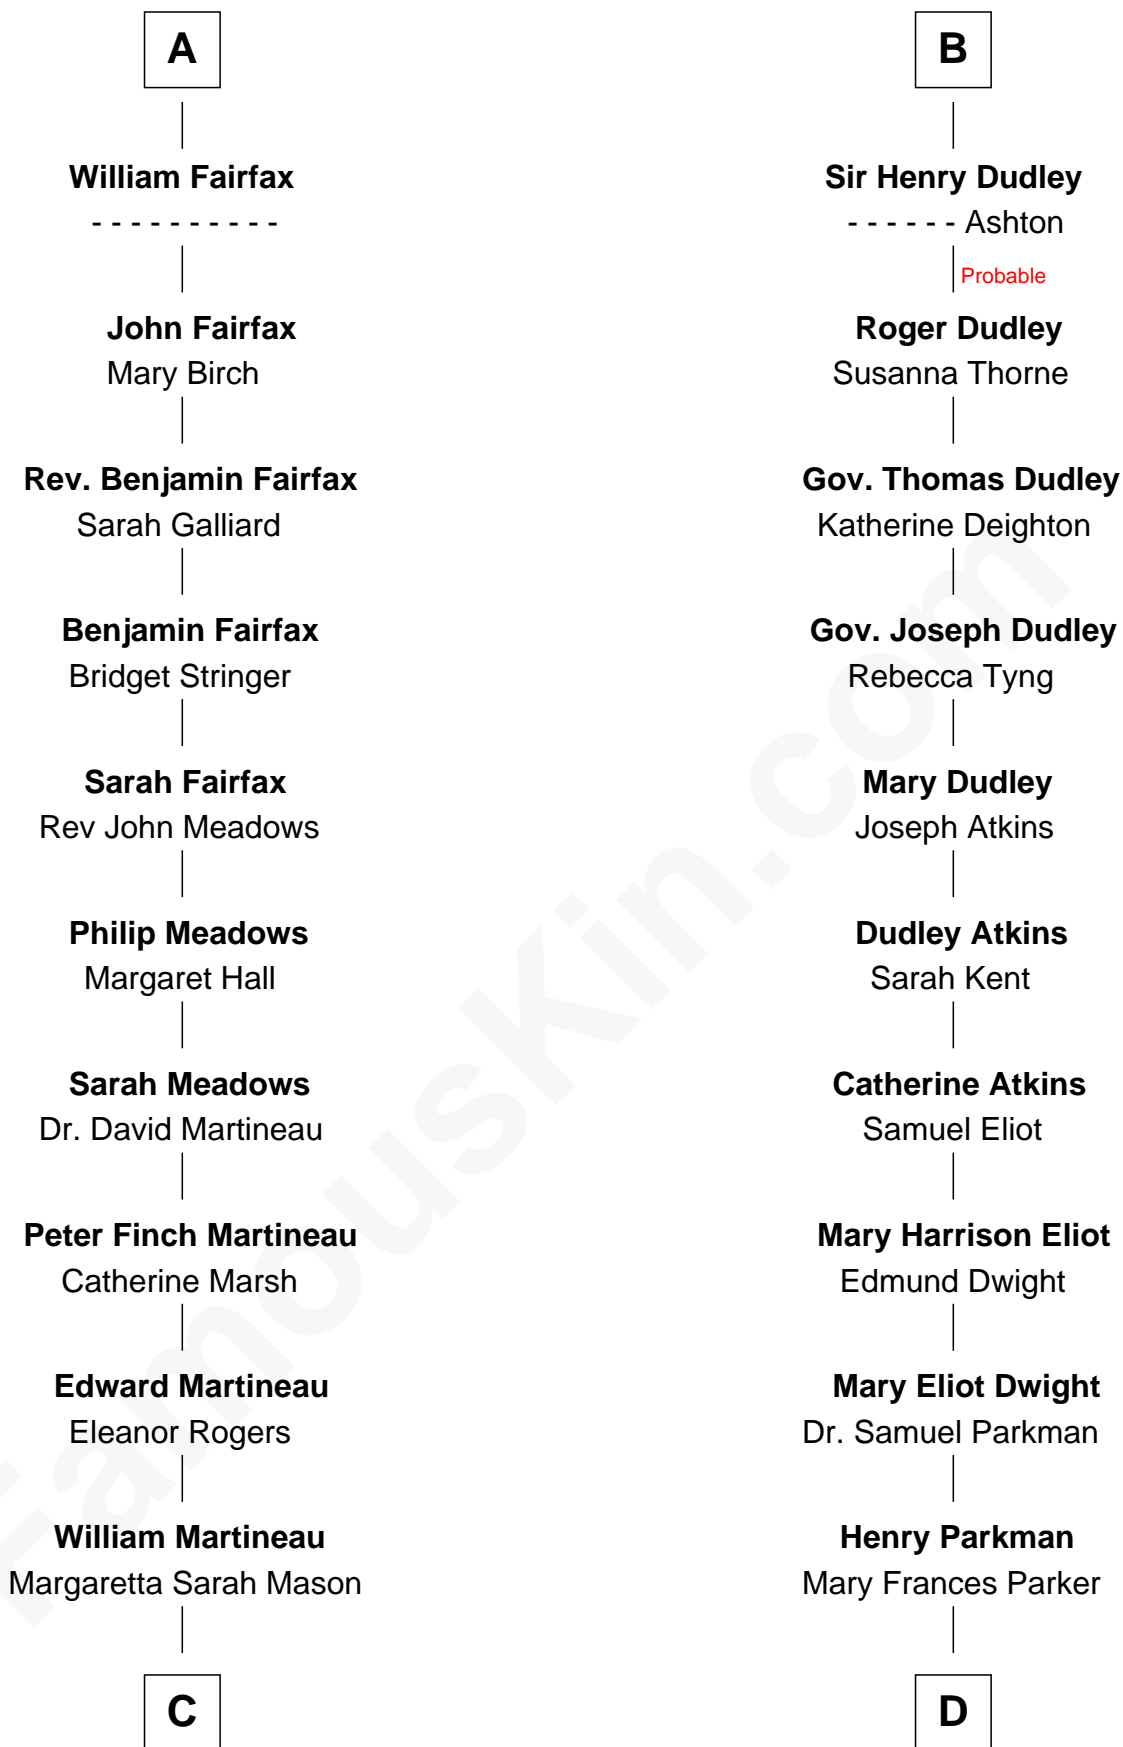 A
William Fairfax
- - - - - - - - - -
John Fairfax
Mary Birch
Rev. Benjamin Fairfax
Sarah Galliard
Benjamin Fairfax
Bridget Stringer
Sarah Fairfax
Rev John Meadows
Philip Meadows
Margaret Hall
Sarah Meadows
Dr. David Martineau
Peter Finch Martineau
Catherine Marsh
Edward Martineau
Eleanor Rogers
William Martineau
Margaretta Sarah Mason
C
B
Sir Henry Dudley
- - - - - - Ashton
Probable
Roger Dudley
Susanna Thorne
Gov. Thomas Dudley
Katherine Deighton
Gov. Joseph Dudley
Rebecca Tyng
Mary Dudley
Joseph Atkins
Dudley Atkins
Sarah Kent
Catherine Atkins
Samuel Eliot
Mary Harrison Eliot
Edmund Dwight
Mary Eliot Dwight
Dr. Samuel Parkman
Henry Parkman
Mary Frances Parker
D
FamousKin.com